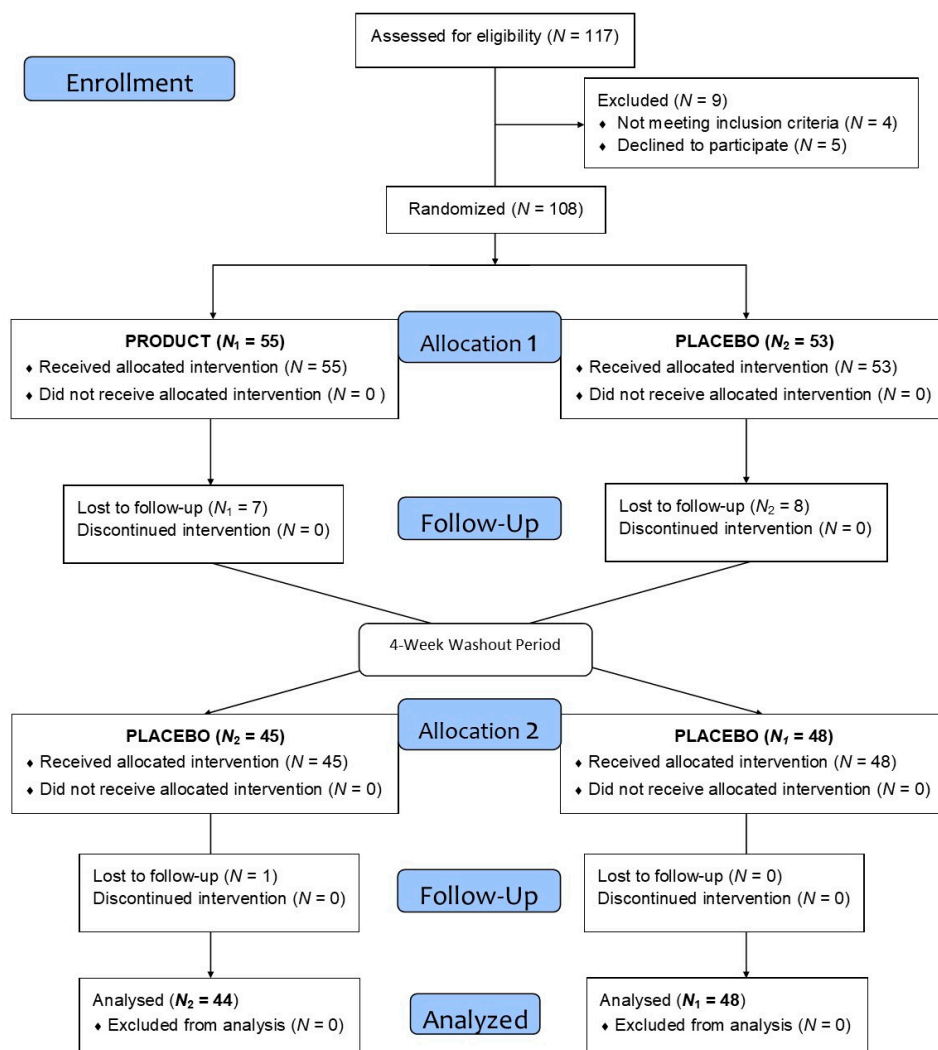 Assessed for eligibility (N = 117)
Enrollment
Excluded (N = 9)
♦ Not meeting inclusion criteria (N = 4)
♦ Declined to participate (N = 5)
Randomized (N = 108)
PRODUCT (N₁ = 55)
♦ Received allocated intervention (N = 55)
♦ Did not receive allocated intervention (N = 0 )
Allocation 1
PLACEBO (N₂ = 53)
♦ Received allocated intervention (N = 53)
♦ Did not receive allocated intervention (N = 0)
Lost to follow-up (N₁ = 7)
Discontinued intervention (N = 0)
Follow-Up
Lost to follow-up (N₂ = 8)
Discontinued intervention (N = 0)
4-Week Washout Period
PLACEBO (N₂ = 45)
♦ Received allocated intervention (N = 45)
♦ Did not receive allocated intervention (N = 0)
Allocation 2
PLACEBO (N₁ = 48)
♦ Received allocated intervention (N = 48)
♦ Did not receive allocated intervention (N = 0)
Lost to follow-up (N = 1)
Discontinued intervention (N = 0)
Follow-Up
Lost to follow-up (N = 0)
Discontinued intervention (N = 0)
Analysed (N₂ = 44)
♦ Excluded from analysis (N = 0)
Analyzed
Analysed (N₁ = 48)
♦ Excluded from analysis (N = 0)